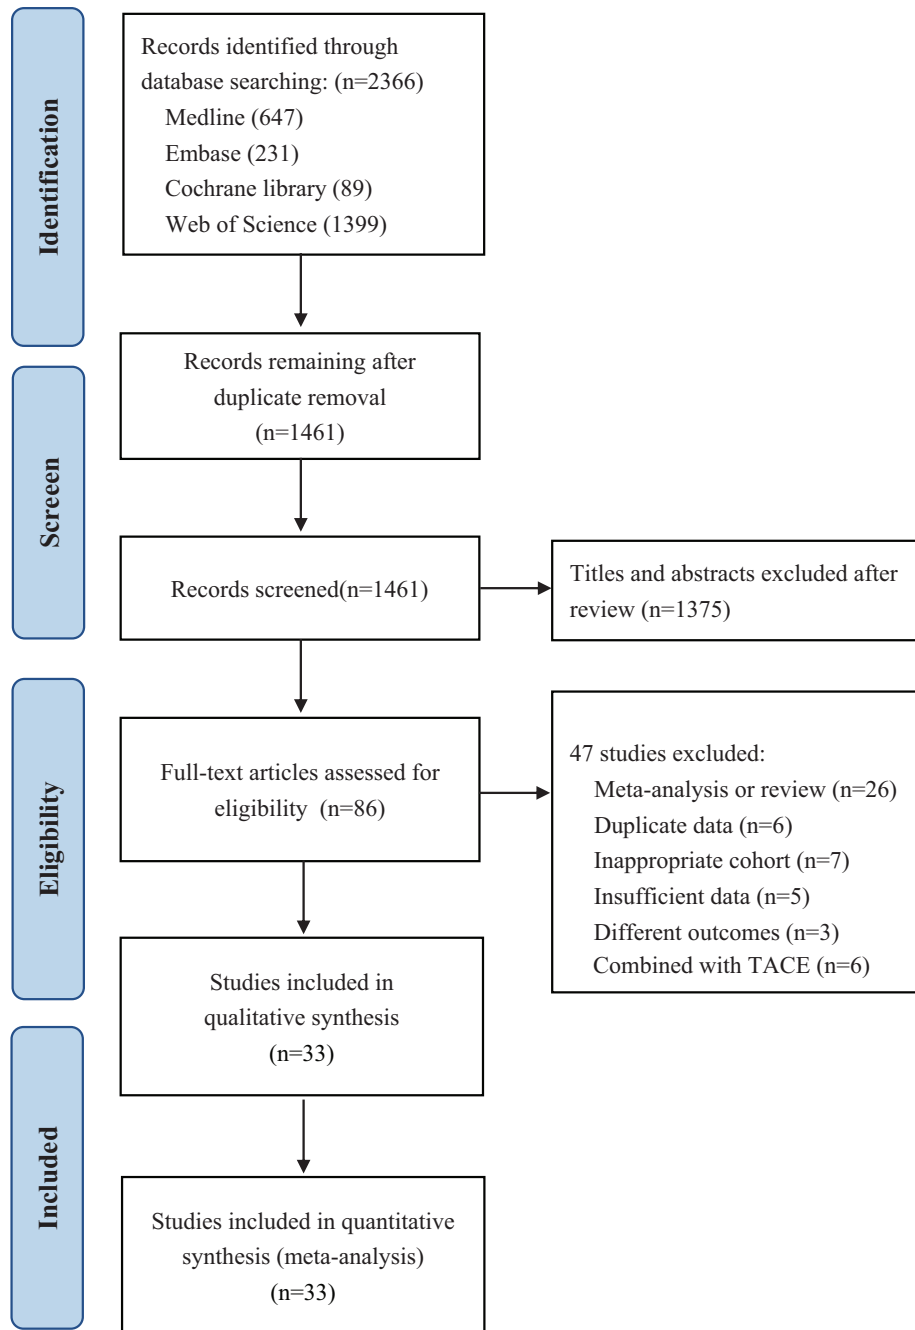 Identification
Records identified through
database searching: (n=2366)
Medline (647)
Embase (231)
Cochrane library (89)
Web of Science (1399)
Screeen
Records remaining after
duplicate removal
(n=1461)
Records screened(n=1461)
Titles and abstracts excluded after
review (n=1375)
Eligibility
Full-text articles assessed for
eligibility (n=86)
47 studies excluded:
Meta-analysis or review (n=26)
Duplicate data (n=6)
Inappropriate cohort (n=7)
Insufficient data (n=5)
Different outcomes (n=3)
Combined with TACE (n=6)
Studies included in
qualitative synthesis
(n=33)
Included
Studies included in quantitative
synthesis (meta-analysis)
(n=33)